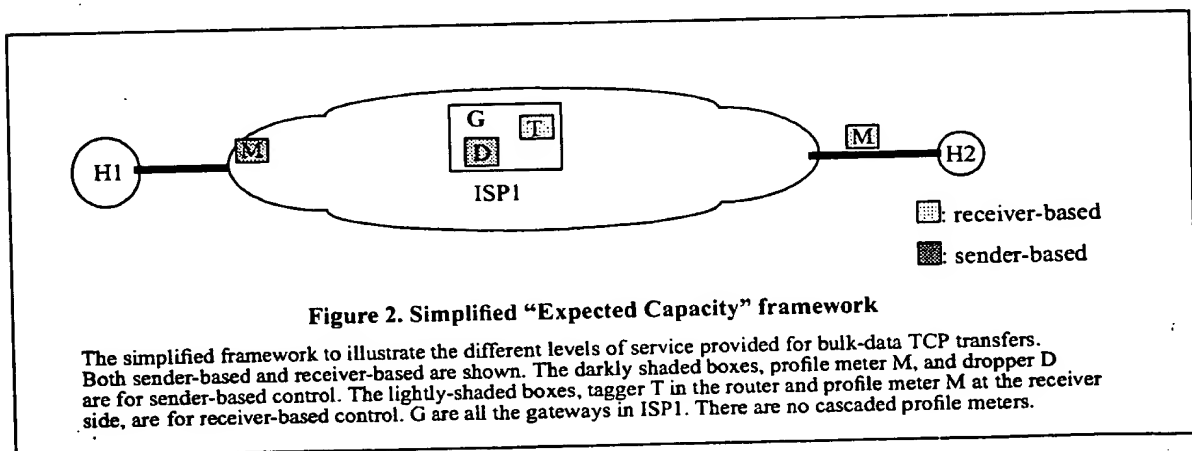 G
T
M
M
D
H1
H2
ISP1
: receiver-based
: sender-based
Figure 2. Simplified “Expected Capacity” framework
The simplified framework to illustrate the different levels of service provided for bulk-data TCP transfers.
Both sender-based and receiver-based are shown. The darkly shaded boxes, profile meter M, and dropper D
are for sender-based control. The lightly-shaded boxes, tagger T in the router and profile meter M at the receiver
side, are for receiver-based control. G are all the gateways in ISP1. There are no cascaded profile meters.